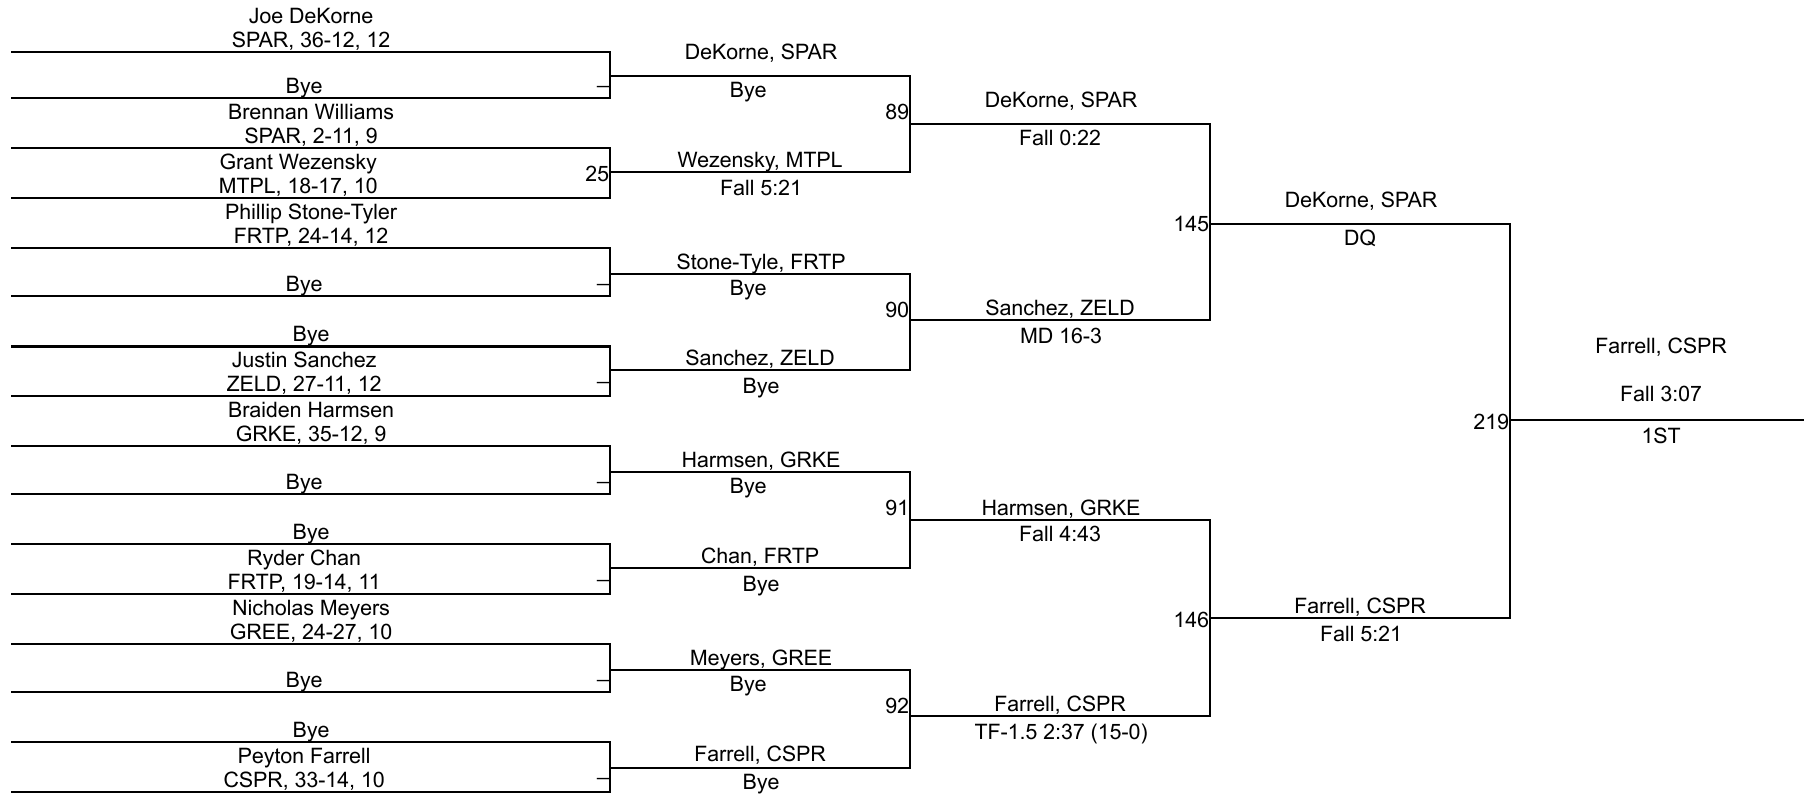 Joe DeKorne
SPAR, 36-12, 12
Bye
Brennan Williams
SPAR, 2-11, 9
Grant Wezensky
MTPL, 18-17, 10
Phillip Stone-Tyler
FRTP, 24-14, 12
Bye
Bye
Justin Sanchez
ZELD, 27-11, 12
Braiden Harmsen
GRKE, 35-12, 9
Bye
Bye
Ryder Chan
FRTP, 19-14, 11
Nicholas Meyers
GREE, 24-27, 10
Bye
Bye
Peyton Farrell
CSPR, 33-14, 10
25
DeKorne, SPAR
Bye
Wezensky, MTPL
Fall 5:21
Stone-Tyle, FRTP
Bye
Sanchez, ZELD
Bye
Harmsen, GRKE
Bye
Chan, FRTP
Bye
Meyers, GREE
Bye
Farrell, CSPR
Bye
89
90
91
92
DeKorne, SPAR
Fall 0:22
Sanchez, ZELD
MD 16-3
Harmsen, GRKE
Fall 4:43
Farrell, CSPR
TF-1.5 2:37 (15-0)
145
146
DeKorne, SPAR
DQ
Farrell, CSPR
Fall 5:21
219
Farrell, CSPR
Fall 3:07
1ST